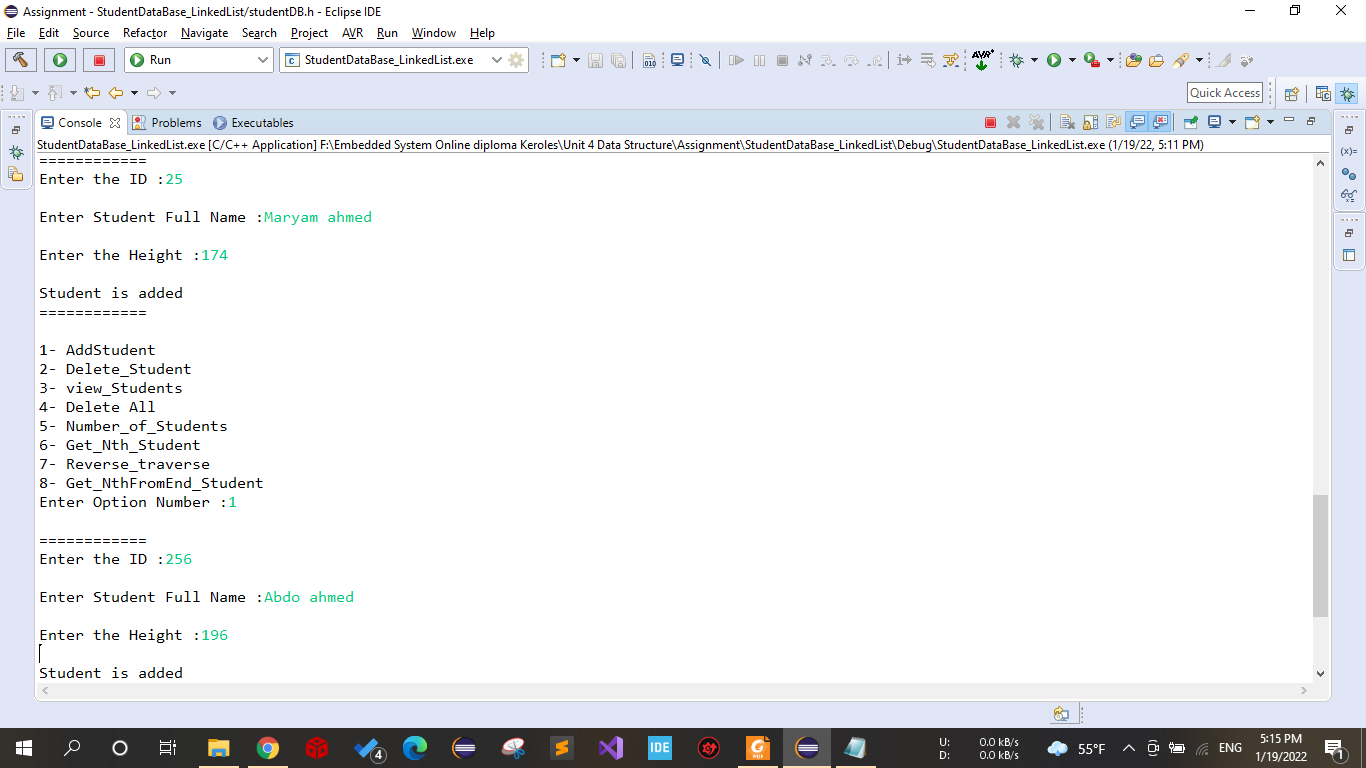 Assignment - StudentDataBase_LinkedList/studentDB.h - Eclipse IDE
File Edit Source Refactor Navigate Search Project AVR Run Window Help
Run
StudentDataBase_LinkedList.exe
010
AVR
Quick Access
Console Problems Executables
StudentDataBase_LinkedList.exe [C/C++ Application] F:\Embedded System Online diploma Keroles\Unit 4 Data Structure\Assignment\StudentDataBase_LinkedList\Debug\StudentDataBase_LinkedList.exe (1/19/22, 5:11 PM)
============
Enter the ID :25
Enter Student Full Name :Maryam ahmed
Enter the Height :174
Student is added
============
1- AddStudent
2- Delete_Student
3- view_Students
4- Delete All
5- Number_of_Students
6- Get_Nth_Student
7- Reverse_traverse
8- Get_NthFromEnd_Student
Enter Option Number :1
============
Enter the ID :256
Enter Student Full Name :Abdo ahmed
Enter the Height :196
Student is added
(x)=
4
IDE
PDF
U: 0.0 kB/s
D: 0.0 kB/s
55°F
ENG
5:15 PM
1/19/2022
1